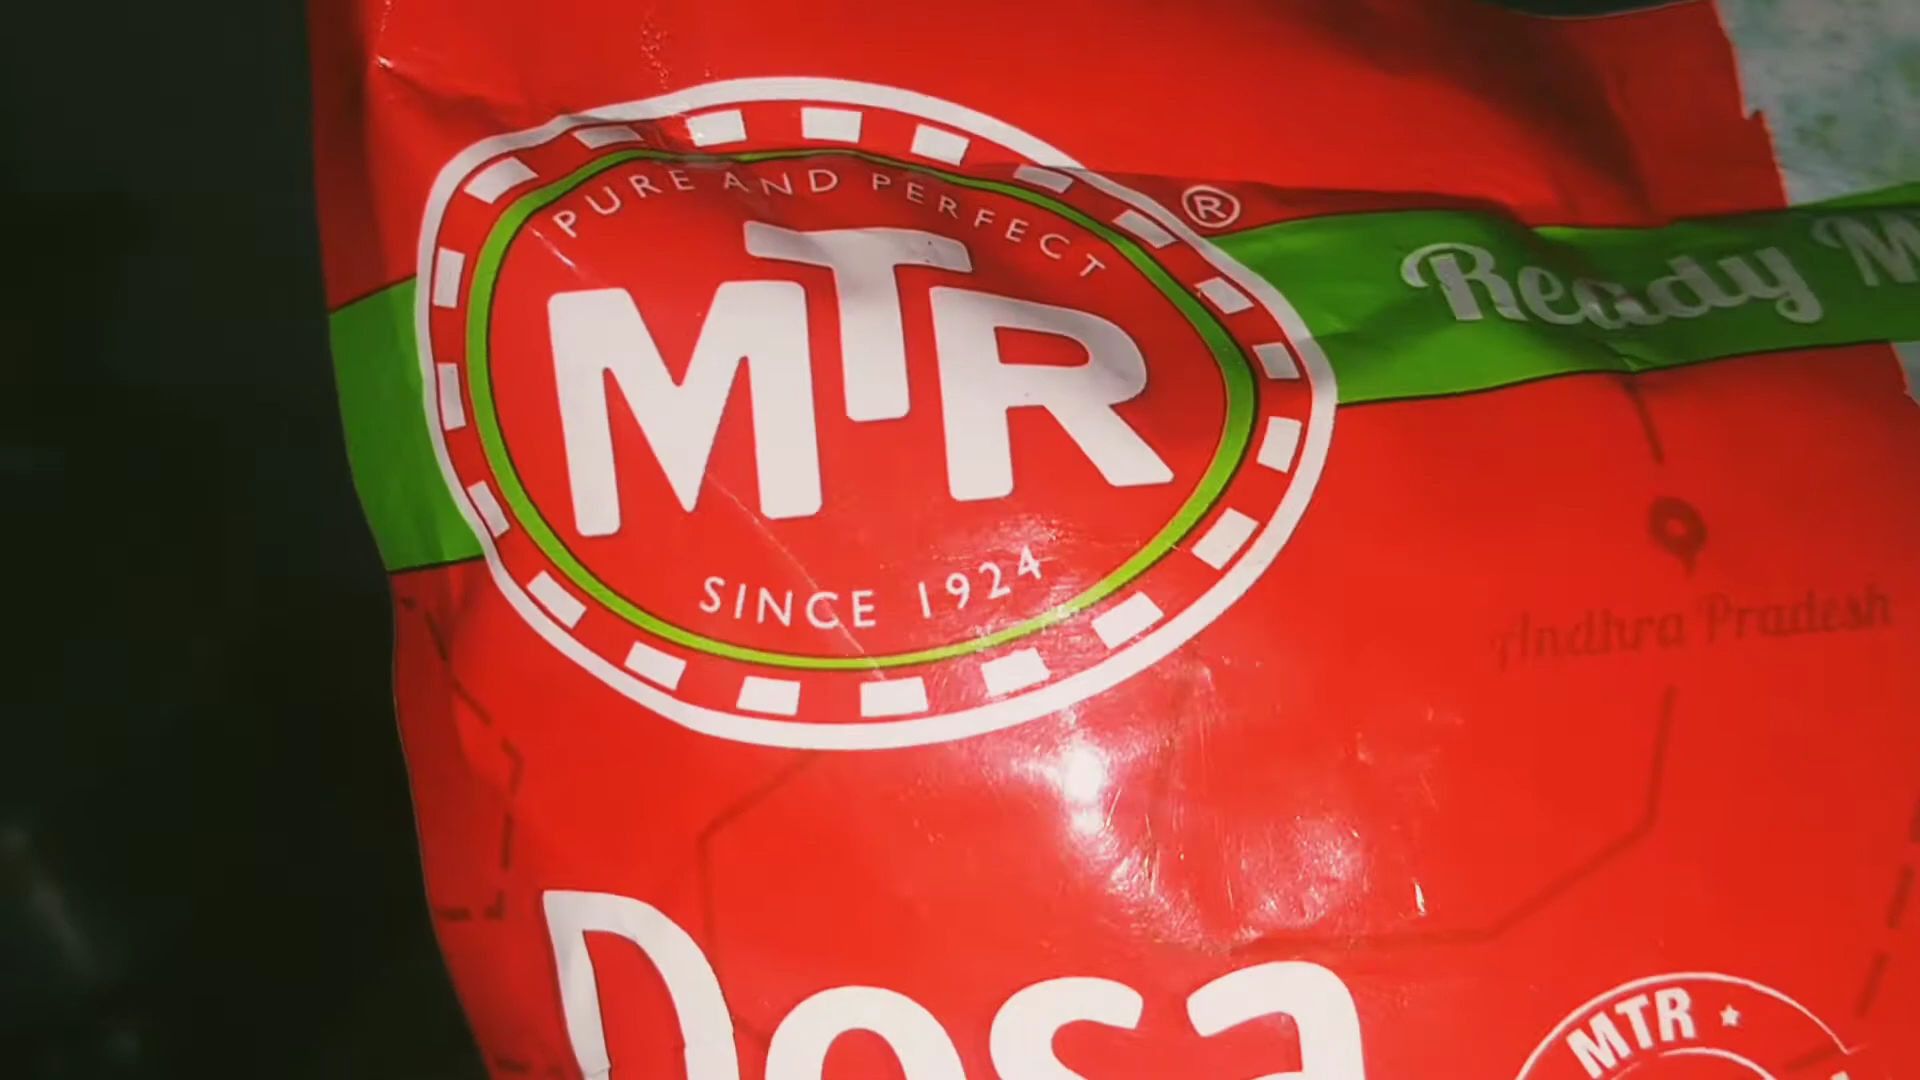 PURE AND PERFECT
MTR
®
SINCE 1924
Ready M
Andhra Pradesh
Dosa
MTR